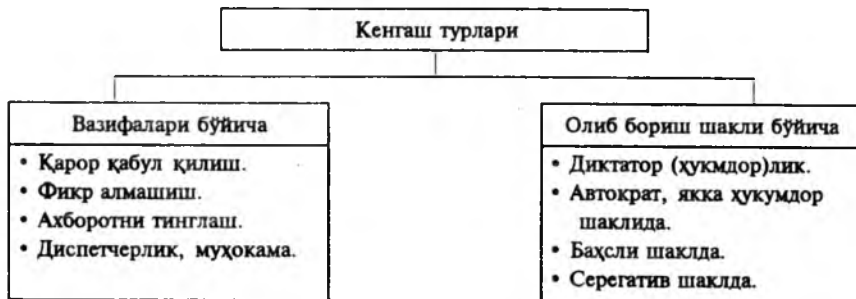 Кенгаш турлари
Вазифалари бўйича
• Қарор қабул қилиш.
• Фикр алмашиш.
• Ахборотни тинглаш.
• Диспетчерлик, муҳокама.
Олиб бориш шакли бўйича
• Диктатор (ҳукмдор)лик.
• Автократ, якка ҳукумдор
шаклида.
• Баҳсли шаклда.
• Серегатив шаклда.